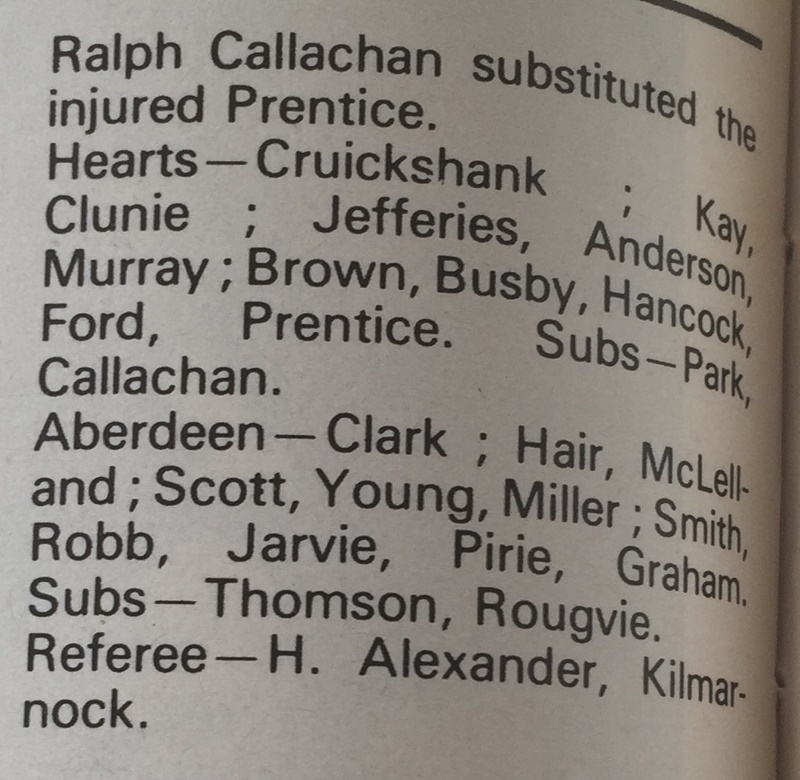 Ralph Callachan substituted the
injured Prentice.
Hearts—Cruickshank ; Kay,
Clunie ; Jefferies, Anderson,
Murray ; Brown, Busby, Hancock,
Ford, Prentice. Subs—Park,
Callachan.
Aberdeen—Clark ; Hair, McLell-
and ; Scott, Young, Miller ; Smith,
Robb, Jarvie, Pirie, Graham.
Subs—Thomson, Rougvie.
Referee—H. Alexander, Kilmar-
nock.